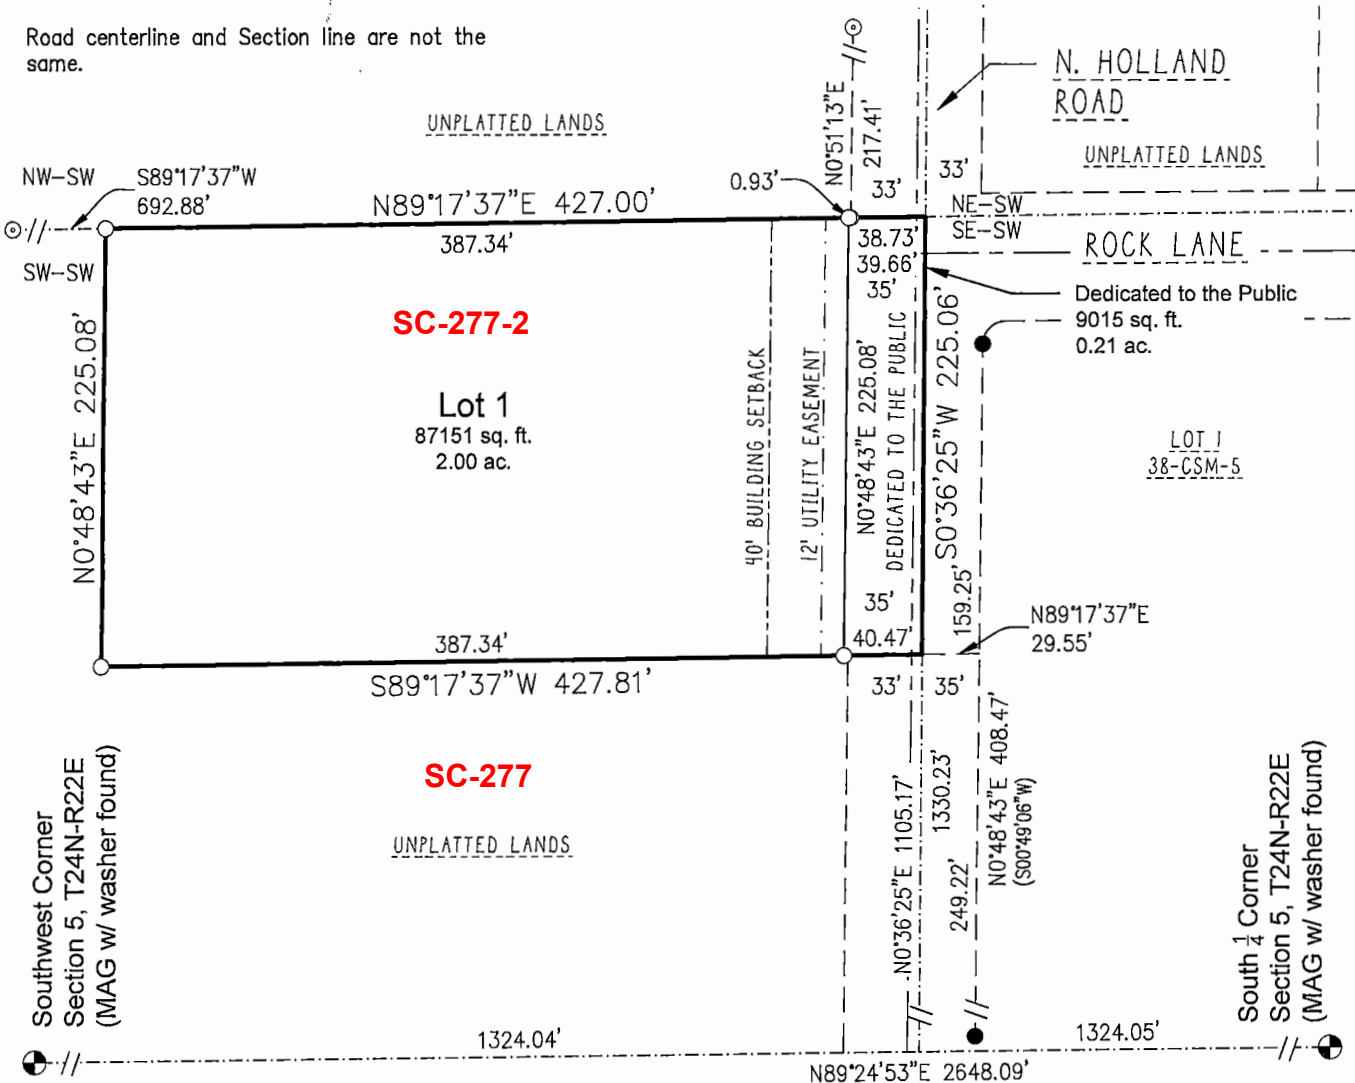 Road centerline and Section line are not the
same.
UNPLATTED LANDS
N0°51'13"E
217.41'
N. HOLLAND
ROAD
UNPLATTED LANDS
NW-SW
S89°17'37"W
692.88'
N89°17'37"E 427.00'
0.93'
33'
33'
NE-SW
SE-SW
SW-SW
387.34'
38.73'
39.66'
35'
ROCK LANE
Dedicated to the Public
9015 sq. ft.
0.21 ac.
SC-277-2
Lot 1
87151 sq. ft.
2.00 ac.
N0°48'43"E 225.08'
40' BUILDING SETBACK
12' UTILITY EASEMENT
N0°48'43"E 225.08'
DEDICATED TO THE PUBLIC
S0°36'25"W 225.06'
LOT 1
38-CSM-5
35'
40.47'
159.25'
N89°17'37"E
29.55'
387.34'
S89°17'37"W 427.81'
33'
35'
SC-277
UNPLATTED LANDS
N0°36'25"E 1105.17'
1330.23'
249.22'
N0°48'43"E 408.47'
(S00°49'06"W)
Southwest Corner
Section 5, T24N-R22E
(MAG w/ washer found)
South 1/4 Corner
Section 5, T24N-R22E
(MAG w/ washer found)
1324.04'
1324.05'
N89°24'53"E 2648.09'